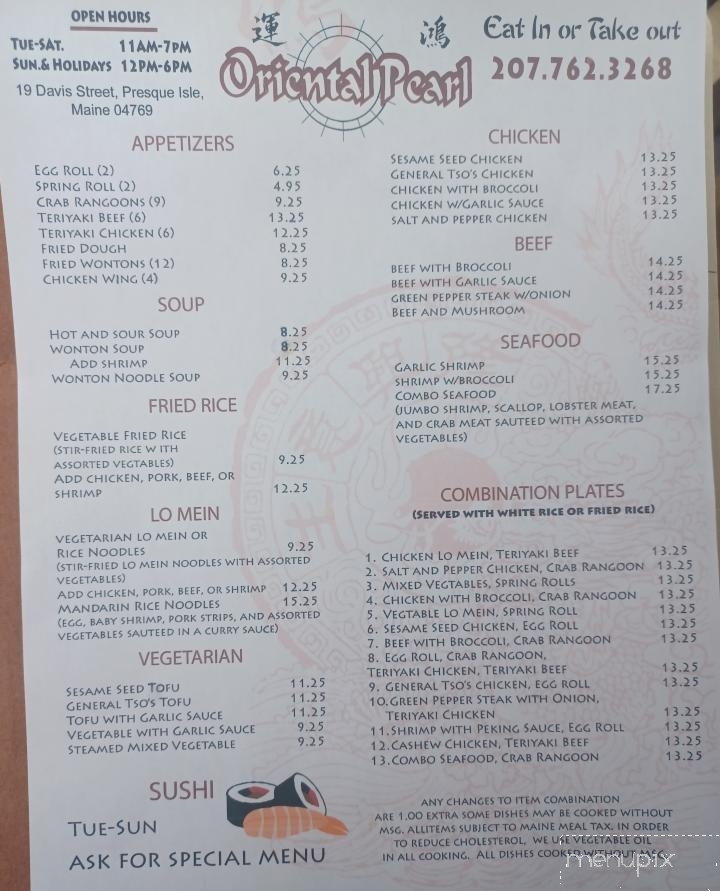 OPEN HOURS
TUE-SAT. 11AM-7PM
SUN.& HOLIDAYS 12PM-6PM
19 Davis Street, Presque Isle,
Maine 04769
運 鴻
Oriental Pearl
Eat In or Take out
207.762.3268
APPETIZERS
EGG ROLL (2) 6.25
SPRING ROLL (2) 4.95
CRAB RANGOONS (9) 9.25
TERIYAKI BEEF (6) 13.25
TERIYAKI CHICKEN (6) 12.25
FRIED DOUGH 8.25
FRIED WONTONS (12) 8.25
CHICKEN WING (4) 9.25
SOUP
HOT AND SOUR SOUP 8.25
WONTON SOUP 8.25
ADD SHRIMP 11.25
WONTON NOODLE SOUP 9.25
FRIED RICE
VEGETABLE FRIED RICE
(STIR-FRIED RICE W ITH
ASSORTED VEGTABLES) 9.25
ADD CHICKEN, PORK, BEEF, OR
SHRIMP 12.25
LO MEIN
VEGETARIAN LO MEIN OR
RICE NOODLES 9.25
(STIR-FRIED LO MEIN NOODLES WITH ASSORTED
VEGETABLES)
ADD CHICKEN, PORK, BEEF, OR SHRIMP 12.25
MANDARIN RICE NOODLES 15.25
(EGG, BABY SHRIMP, PORK STRIPS, AND ASSORTED
VEGETABLES SAUTEED IN A CURRY SAUCE)
VEGETARIAN
SESAME SEED TOFU 11.25
GENERAL TSO'S TOFU 11.25
TOFU WITH GARLIC SAUCE 11.25
VEGETABLE WITH GARLIC SAUCE 9.25
STEAMED MIXED VEGETABLE 9.25
SUSHI
TUE-SUN
ASK FOR SPECIAL MENU
CHICKEN
SESAME SEED CHICKEN 13.25
GENERAL TSO'S CHICKEN 13.25
CHICKEN WITH BROCCOLI 13.25
CHICKEN W/GARLIC SAUCE 13.25
SALT AND PEPPER CHICKEN 13.25
BEEF
BEEF WITH BROCCOLI 14.25
BEEF WITH GARLIC SAUCE 14.25
GREEN PEPPER STEAK W/ONION 14.25
BEEF AND MUSHROOM 14.25
SEAFOOD
GARLIC SHRIMP 15.25
SHRIMP W/BROCCOLI 15.25
COMBO SEAFOOD 17.25
(JUMBO SHRIMP, SCALLOP, LOBSTER MEAT,
AND CRAB MEAT SAUTEED WITH ASSORTED
VEGETABLES)
COMBINATION PLATES
(SERVED WITH WHITE RICE OR FRIED RICE)
1. CHICKEN LO MEIN, TERIYAKI BEEF 13.25
2. SALT AND PEPPER CHICKEN, CRAB RANGOON 13.25
3. MIXED VEGTABLES, SPRING ROLLS 13.25
4. CHICKEN WITH BROCCOLI, CRAB RANGOON 13.25
5. VEGTABLE LO MEIN, SPRING ROLL 13.25
6. SESAME SEED CHICKEN, EGG ROLL 13.25
7. BEEF WITH BROCCOLI, CRAB RANGOON 13.25
8. EGG ROLL, CRAB RANGOON,
TERIYAKI CHICKEN, TERIYAKI BEEF 13.25
9. GENERAL TSO'S CHICKEN, EGG ROLL 13.25
10.GREEN PEPPER STEAK WITH ONION,
TERIYAKI CHICKEN 13.25
11.SHRIMP WITH PEKING SAUCE, EGG ROLL 13.25
12.CASHEW CHICKEN, TERIYAKI BEEF 13.25
13.COMBO SEAFOOD, CRAB RANGOON 13.25
ANY CHANGES TO ITEM COMBINATION
ARE 1.00 EXTRA SOME DISHES MAY BE COOKED WITHOUT
MSG. ALLITEMS SUBJECT TO MAINE MEAL TAX. IN ORDER
TO REDUCE CHOLESTEROL, WE USE VEGETABLE OIL
IN ALL COOKING. ALL DISHES COOKED WITHOUT MSG.
menupix